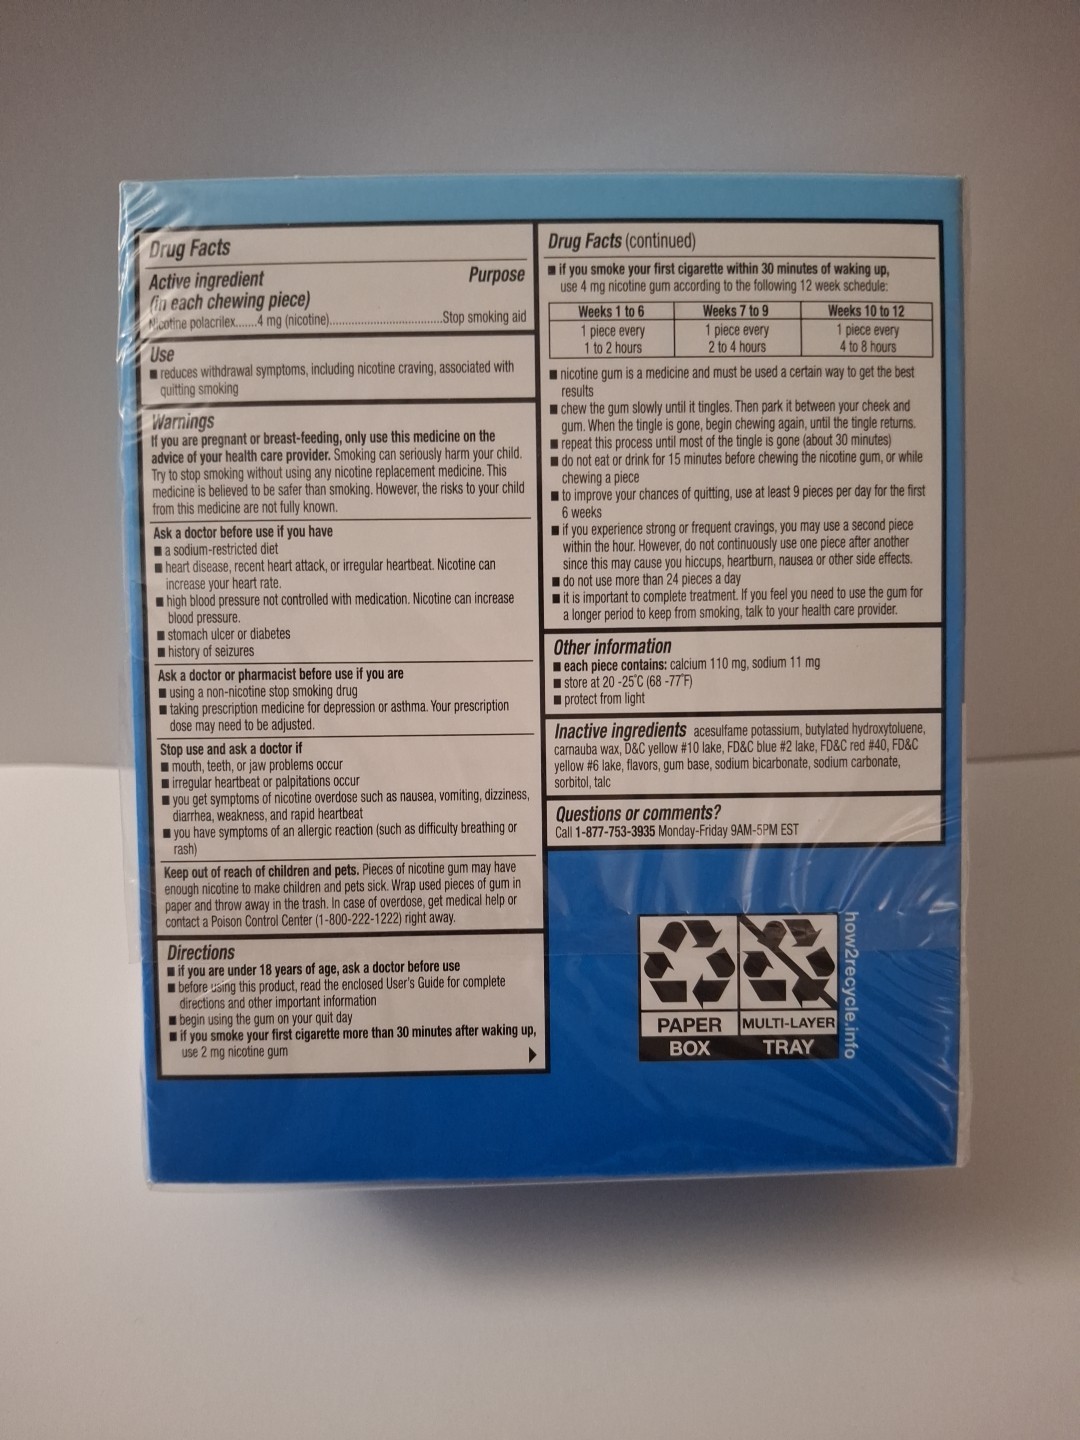 Drug Facts
Active ingredient Purpose
(in each chewing piece)
Nicotine polacrilex.......4 mg (nicotine)....................................Stop smoking aid
Use
■ reduces withdrawal symptoms, including nicotine craving, associated with
quitting smoking
Warnings
If you are pregnant or breast-feeding, only use this medicine on the
advice of your health care provider. Smoking can seriously harm your child.
Try to stop smoking without using any nicotine replacement medicine. This
medicine is believed to be safer than smoking. However, the risks to your child
from this medicine are not fully known.
Ask a doctor before use if you have
■ a sodium-restricted diet
■ heart disease, recent heart attack, or irregular heartbeat. Nicotine can
increase your heart rate.
■ high blood pressure not controlled with medication. Nicotine can increase
blood pressure.
■ stomach ulcer or diabetes
■ history of seizures
Ask a doctor or pharmacist before use if you are
■ using a non-nicotine stop smoking drug
■ taking prescription medicine for depression or asthma. Your prescription
dose may need to be adjusted.
Stop use and ask a doctor if
■ mouth, teeth, or jaw problems occur
■ irregular heartbeat or palpitations occur
■ you get symptoms of nicotine overdose such as nausea, vomiting, dizziness,
diarrhea, weakness, and rapid heartbeat
■ you have symptoms of an allergic reaction (such as difficulty breathing or
rash)
Keep out of reach of children and pets. Pieces of nicotine gum may have
enough nicotine to make children and pets sick. Wrap used pieces of gum in
paper and throw away in the trash. In case of overdose, get medical help or
contact a Poison Control Center (1-800-222-1222) right away.
Directions
■ if you are under 18 years of age, ask a doctor before use
■ before using this product, read the enclosed User's Guide for complete
directions and other important information
■ begin using the gum on your quit day
■ if you smoke your first cigarette more than 30 minutes after waking up,
use 2 mg nicotine gum
Drug Facts (continued)
■ if you smoke your first cigarette within 30 minutes of waking up,
use 4 mg nicotine gum according to the following 12 week schedule:
Weeks 1 to 6 Weeks 7 to 9 Weeks 10 to 12
1 piece every 1 piece every 1 piece every
1 to 2 hours 2 to 4 hours 4 to 8 hours
■ nicotine gum is a medicine and must be used a certain way to get the best
results
■ chew the gum slowly until it tingles. Then park it between your cheek and
gum. When the tingle is gone, begin chewing again, until the tingle returns.
■ repeat this process until most of the tingle is gone (about 30 minutes)
■ do not eat or drink for 15 minutes before chewing the nicotine gum, or while
chewing a piece
■ to improve your chances of quitting, use at least 9 pieces per day for the first
6 weeks
■ if you experience strong or frequent cravings, you may use a second piece
within the hour. However, do not continuously use one piece after another
since this may cause you hiccups, heartburn, nausea or other side effects.
■ do not use more than 24 pieces a day
■ it is important to complete treatment. If you feel you need to use the gum for
a longer period to keep from smoking, talk to your health care provider.
Other information
■ each piece contains: calcium 110 mg, sodium 11 mg
■ store at 20 -25°C (68 -77°F)
■ protect from light
Inactive ingredients acesulfame potassium, butylated hydroxytoluene,
carnauba wax, D&C yellow #10 lake, FD&C blue #2 lake, FD&C red #40, FD&C
yellow #6 lake, flavors, gum base, sodium bicarbonate, sodium carbonate,
sorbitol, talc
Questions or comments?
Call 1-877-753-3935 Monday-Friday 9AM-5PM EST
PAPER MULTI-LAYER
BOX TRAY
how2recycle.info